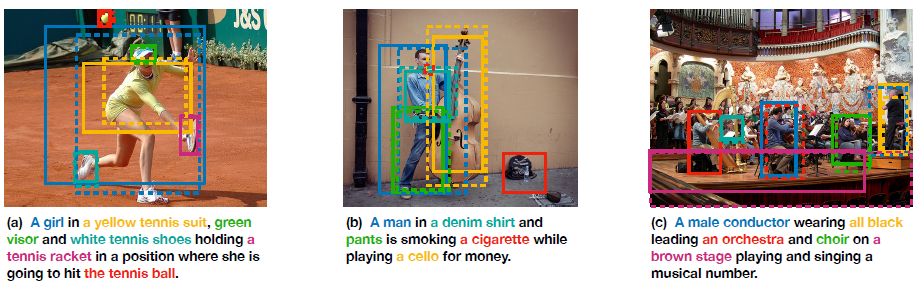 J&S
(a) A girl in a yellow tennis suit, green
visor and white tennis shoes holding a
tennis racket in a position where she is
going to hit the tennis ball.
(b) A man in a denim shirt and
pants is smoking a cigarette while
playing a cello for money.
(c) A male conductor wearing all black
leading an orchestra and choir on a
brown stage playing and singing a
musical number.